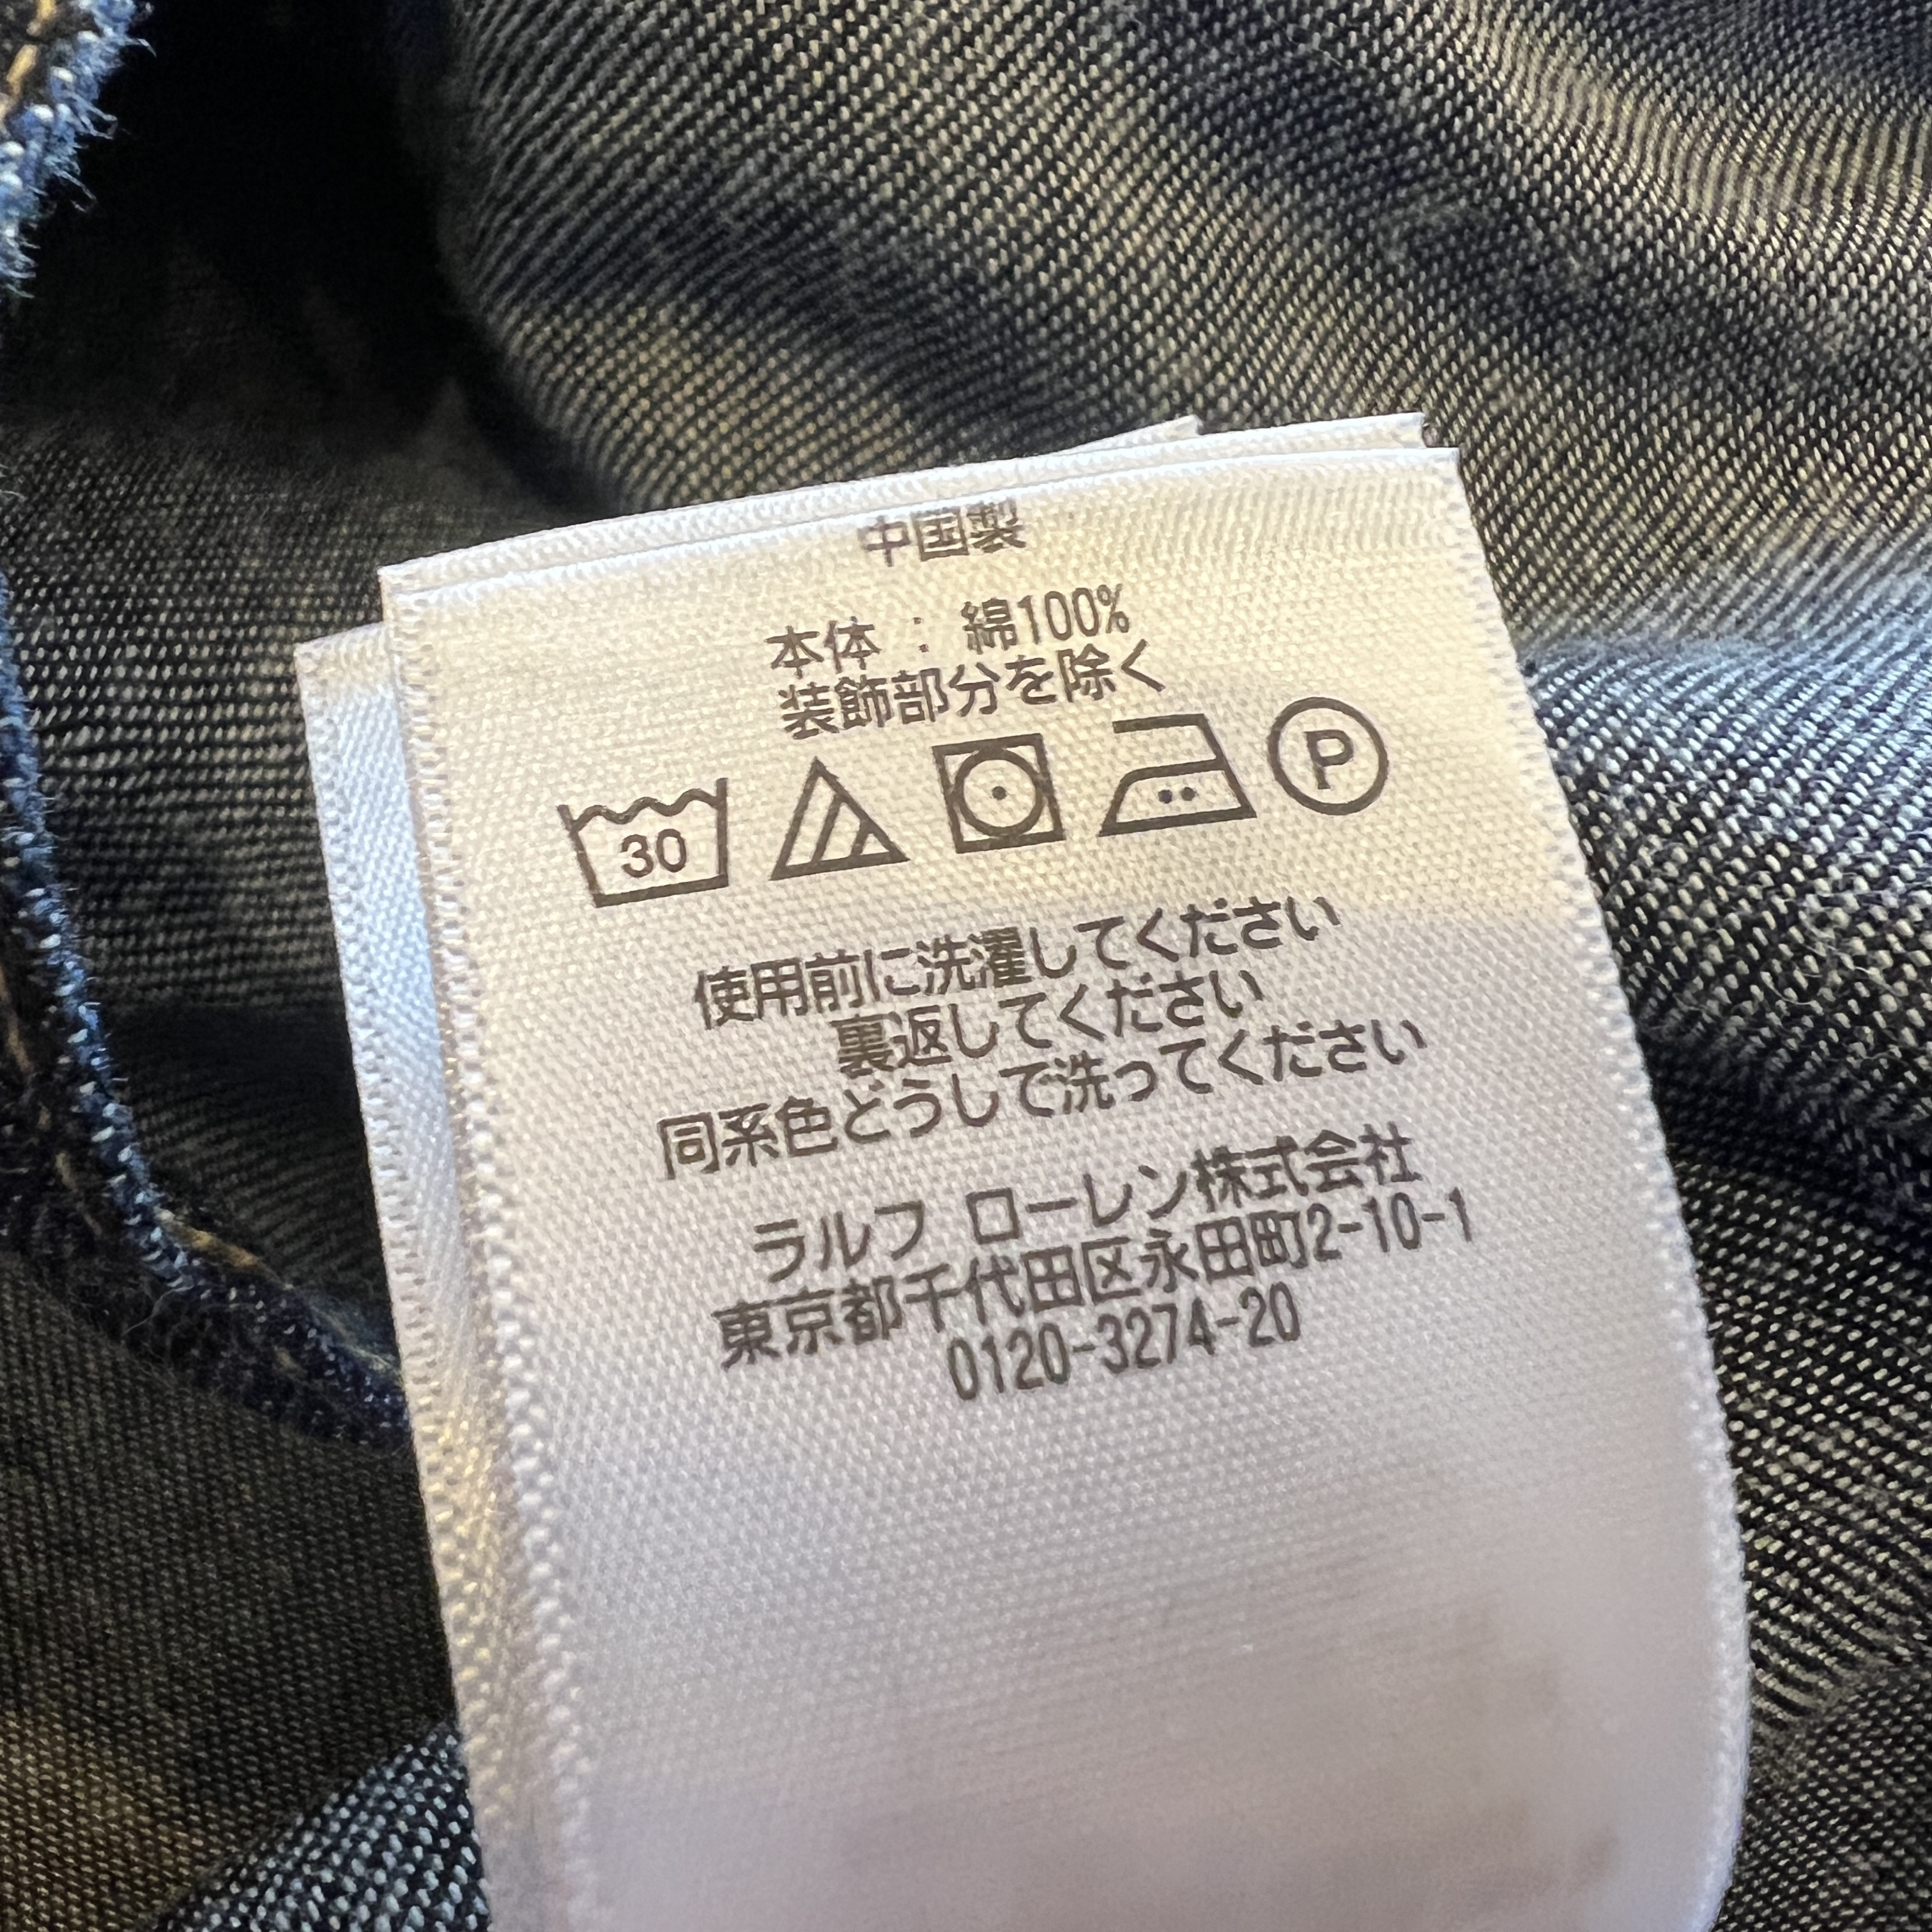 中国製
本体 : 綿100%
装飾部分を除く
30 P
使用前に洗濯してください
裏返してください
同系色どうしで洗ってください
ラルフ ローレン株式会社
東京都千代田区永田町2-10-1
0120-3274-20